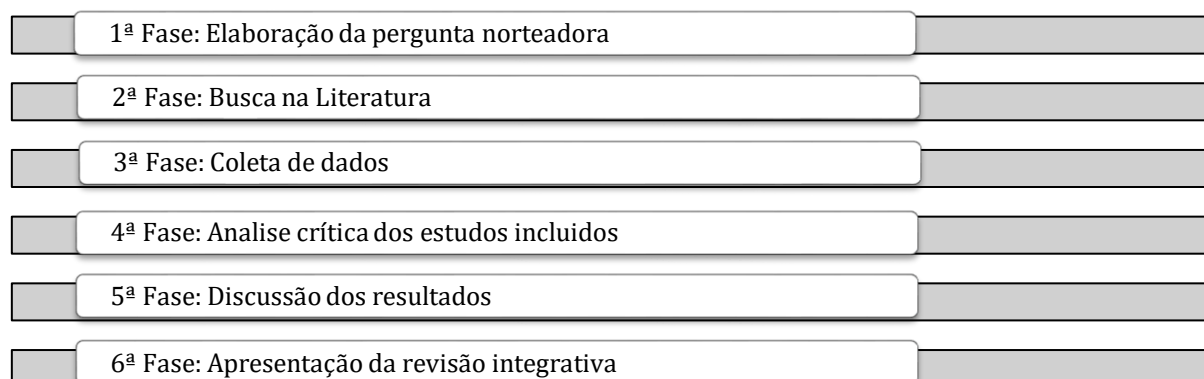 1ª Fase: Elaboração da pergunta norteadora
2ª Fase: Busca na Literatura
3ª Fase: Coleta de dados
4ª Fase: Analise crítica dos estudos incluidos
5ª Fase: Discussão dos resultados
6ª Fase: Apresentação da revisão integrativa